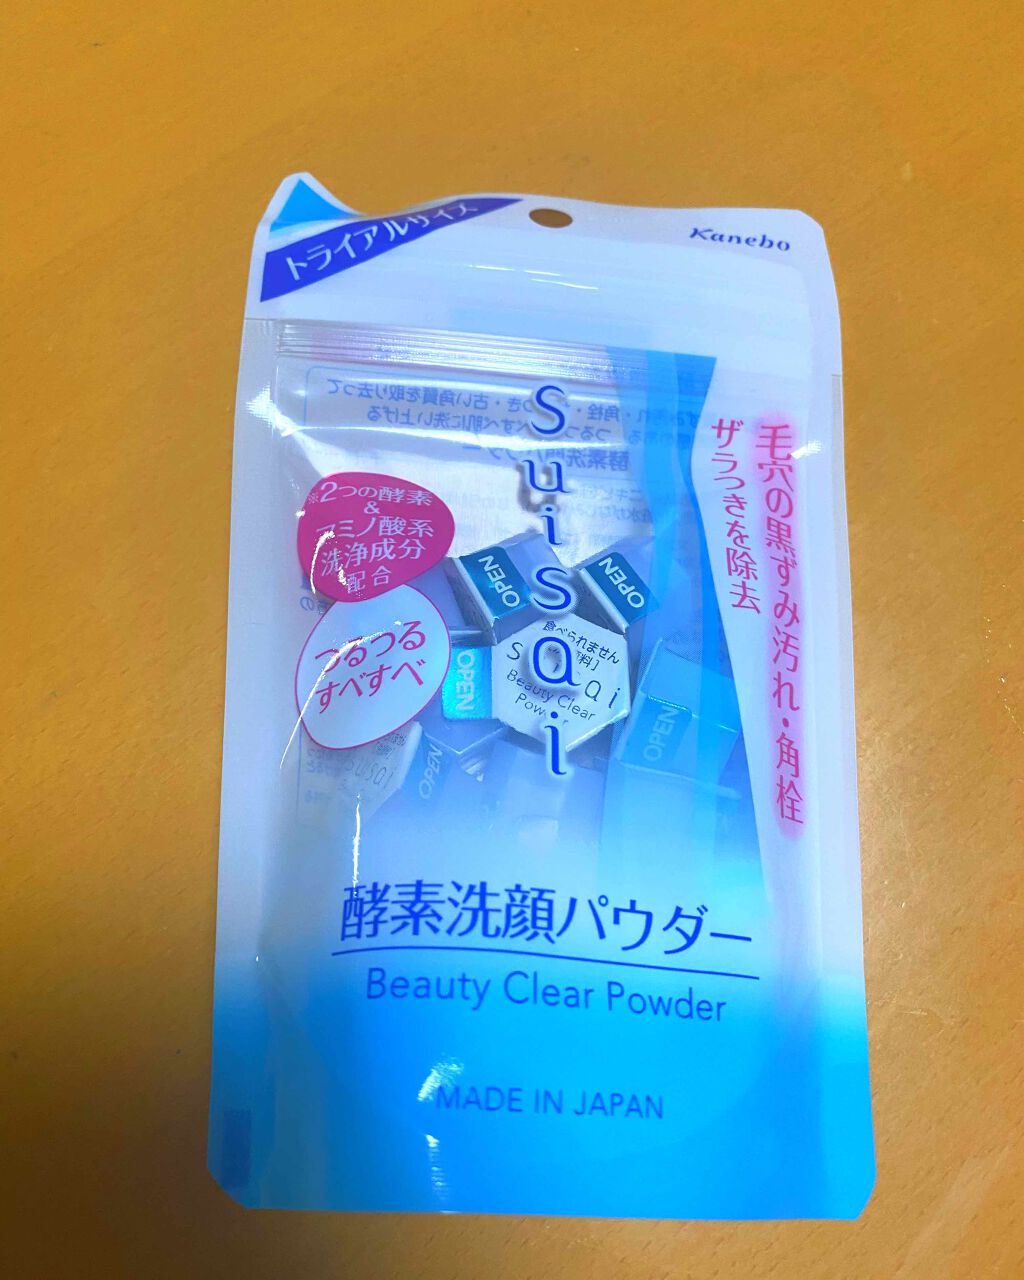 トライアルサイズ
Kanebo
suisai
毛穴の黒ずみ汚れ・角栓
ザラつきを除去
※2つの酵素
&
アミノ酸系
洗浄成分
配合
つるつる
すべすべ
OPEN
OPEN
OPEN
OPEN
OPEN
食べられません
Beauty Clear
酵素洗顔パウダー
Beauty Clear Powder
MADE IN JAPAN